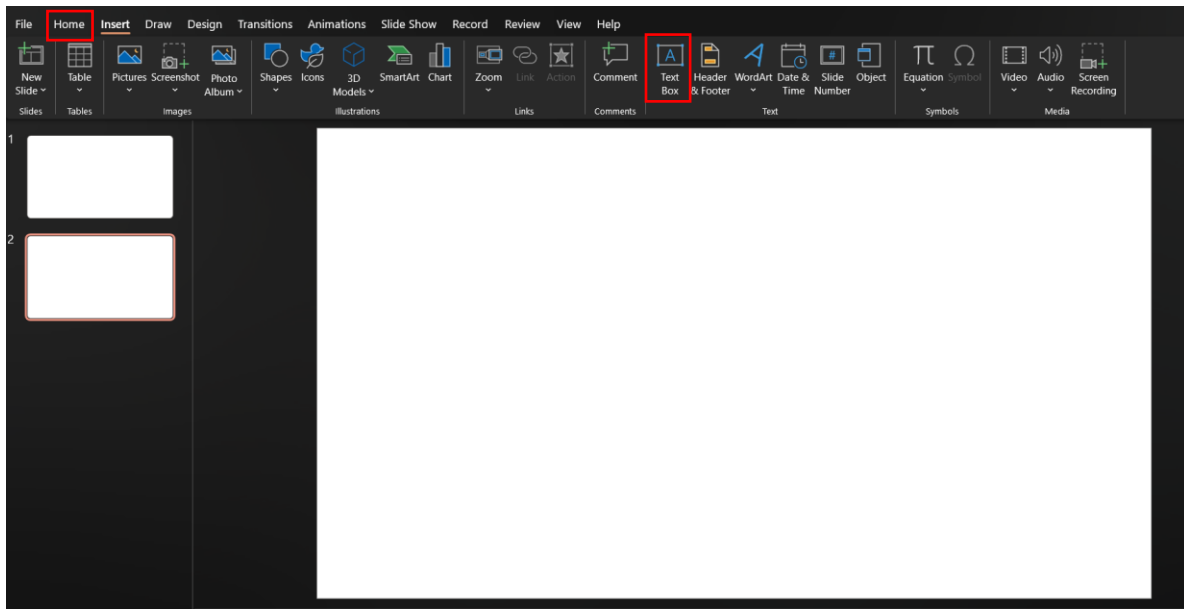 File Home Insert Draw Design Transitions Animations Slide Show Record Review View Help
New Slide Table Pictures Screenshot Photo Album Shapes Icons 3D Models SmartArt Chart Zoom Link Action Comment Text Box Header & Footer WordArt Date & Time Slide Number Object Equation Symbol Video Audio Screen Recording
Slides Tables Images Illustrations Links Comments Text Symbols Media
1
2